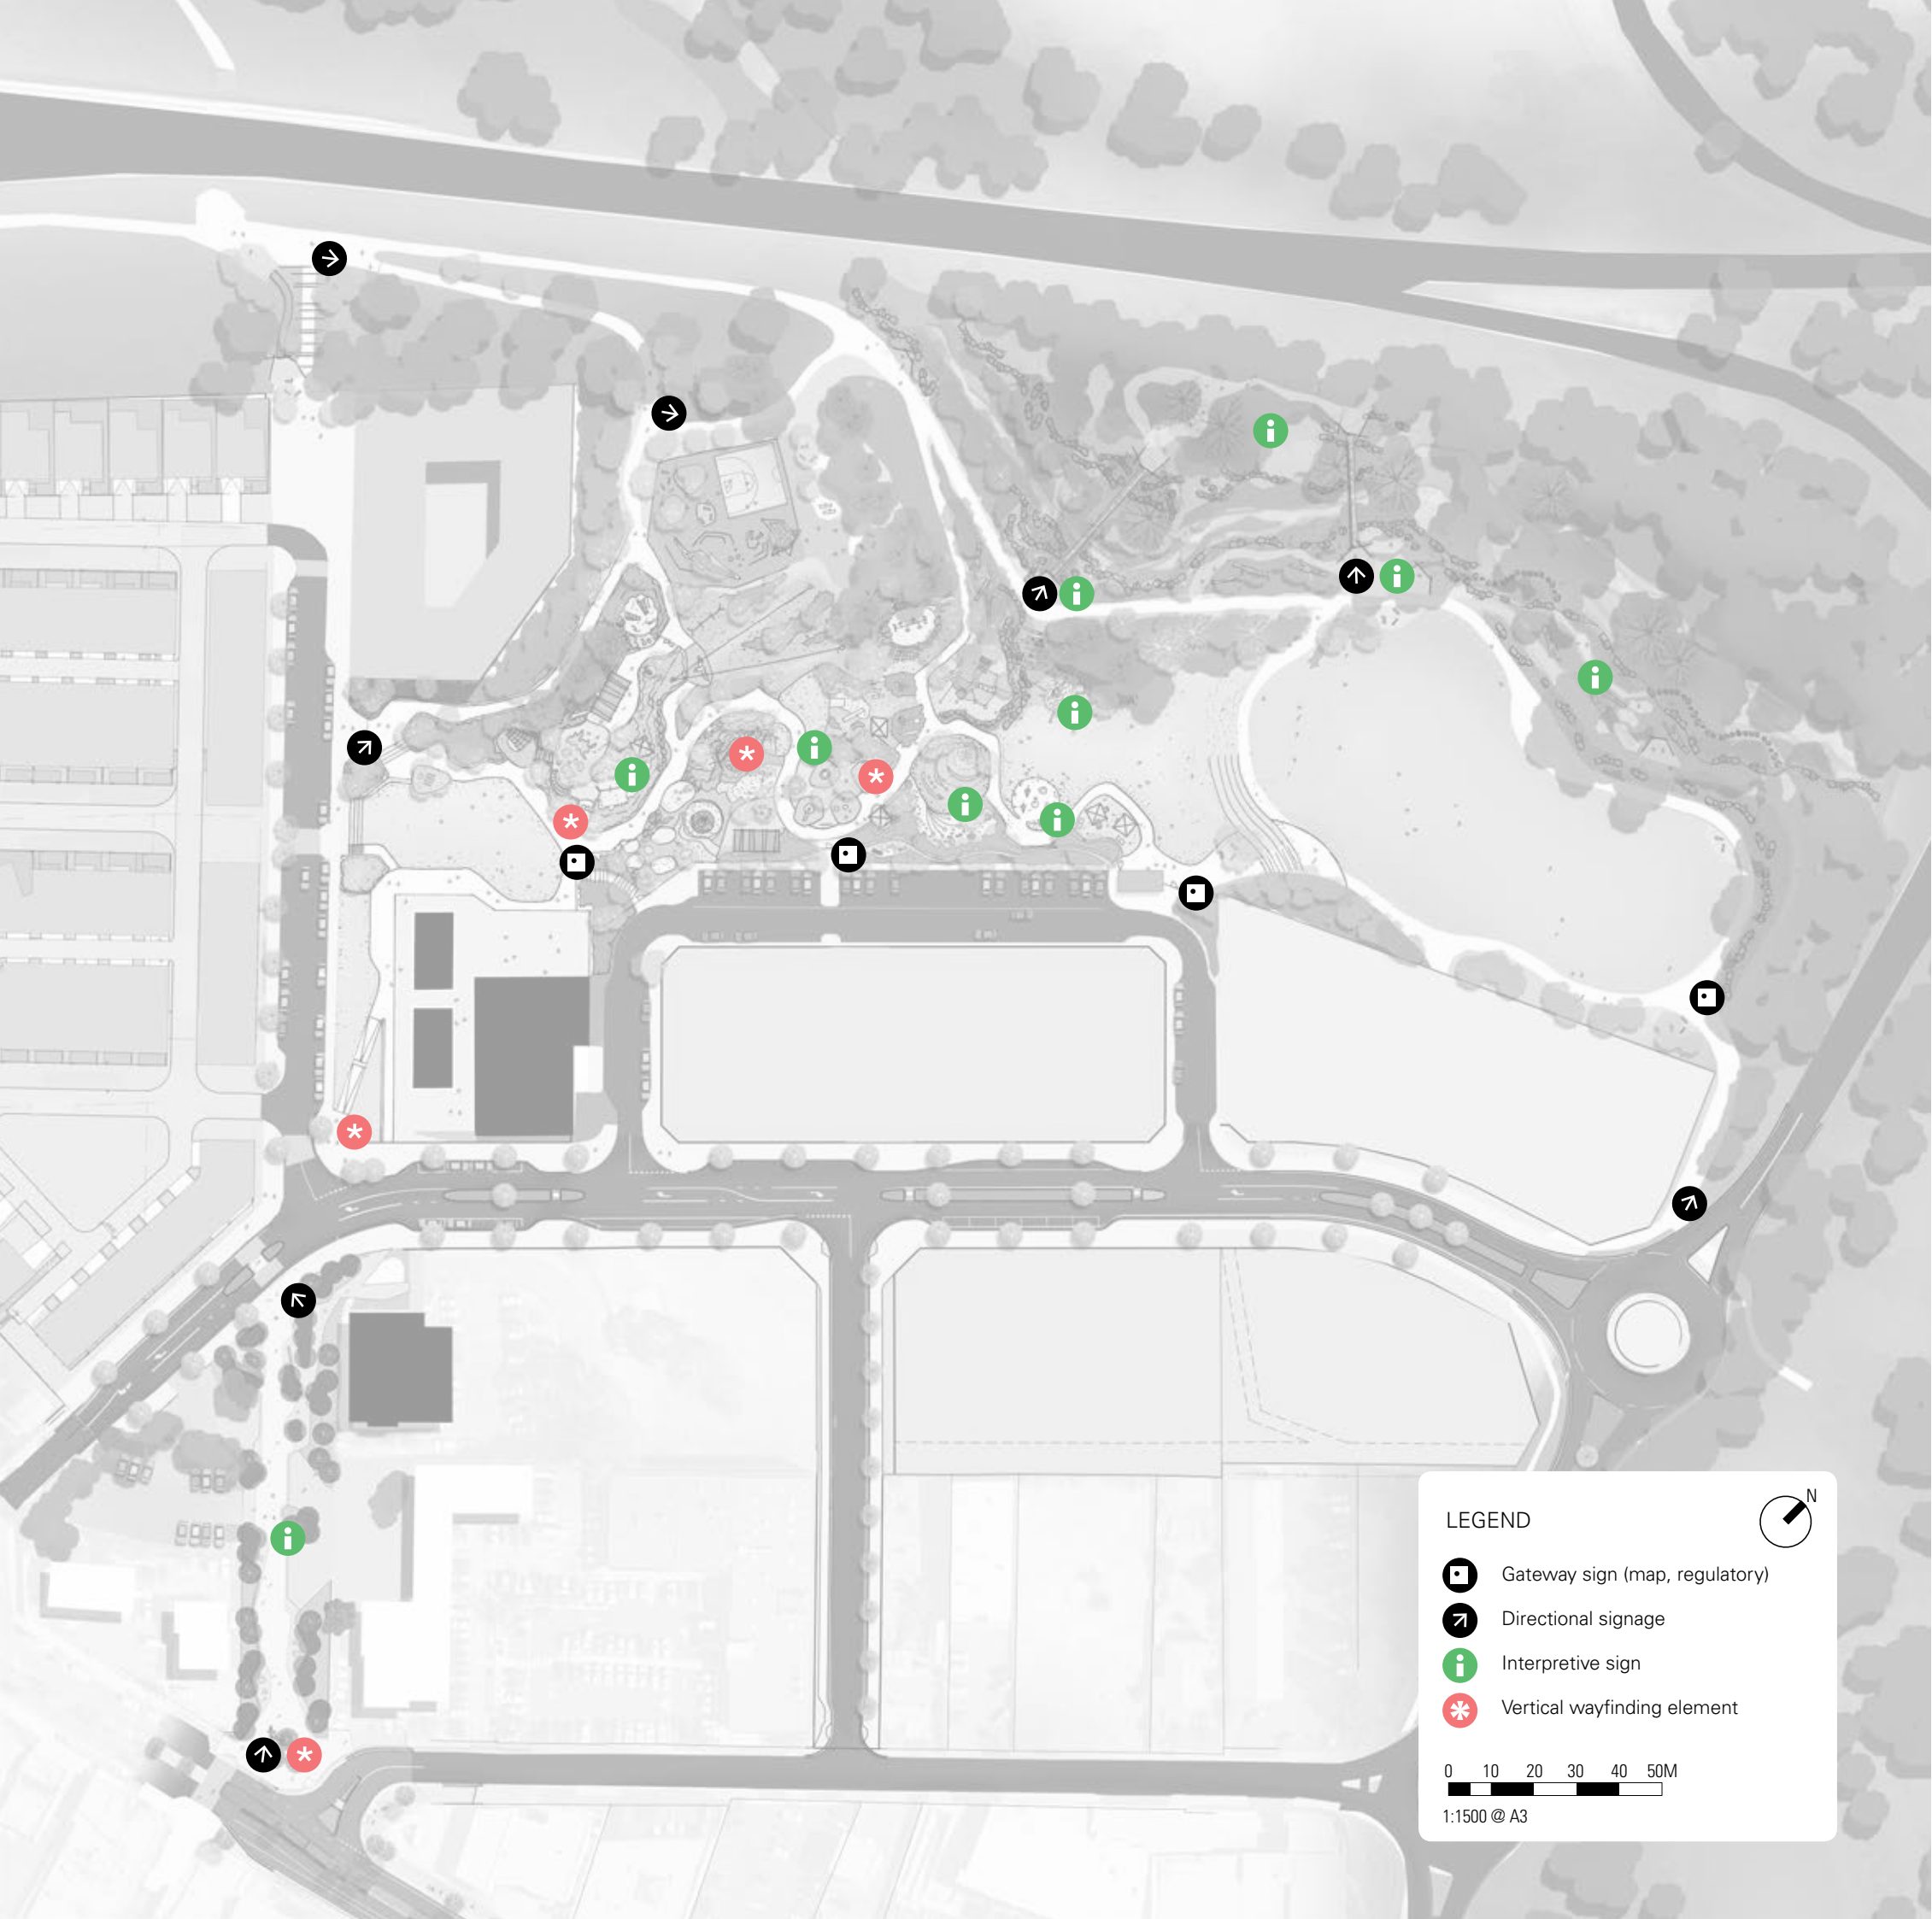 LEGEND
N
Gateway sign (map, regulatory)
Directional signage
Interpretive sign
Vertical wayfinding element
0 10 20 30 40 50M
1:1500 @ A3